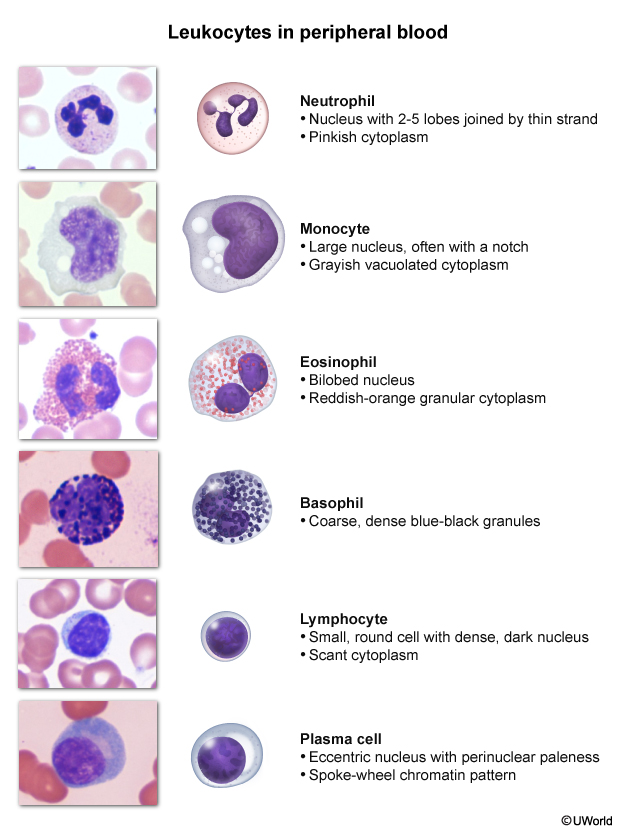 Leukocytes in peripheral blood
Neutrophil
• Nucleus with 2-5 lobes joined by thin strand
• Pinkish cytoplasm
Monocyte
• Large nucleus, often with a notch
• Grayish vacuolated cytoplasm
Eosinophil
• Bilobed nucleus
• Reddish-orange granular cytoplasm
Basophil
• Coarse, dense blue-black granules
Lymphocyte
• Small, round cell with dense, dark nucleus
• Scant cytoplasm
Plasma cell
• Eccentric nucleus with perinuclear paleness
• Spoke-wheel chromatin pattern
©UWorld